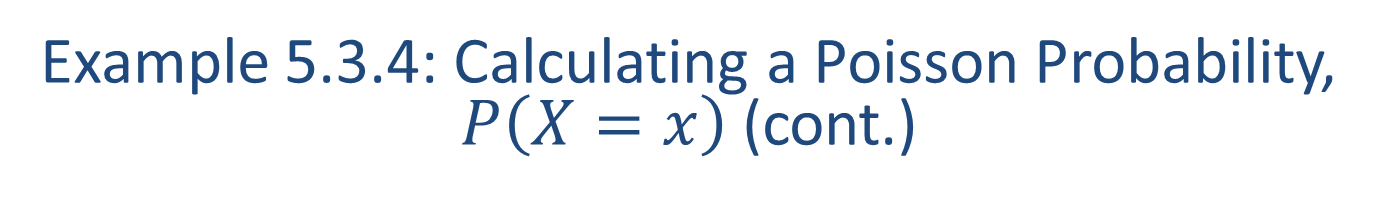 Example 5.3.4: Calculating a Poisson Probability,
P(X = x) (cont.)